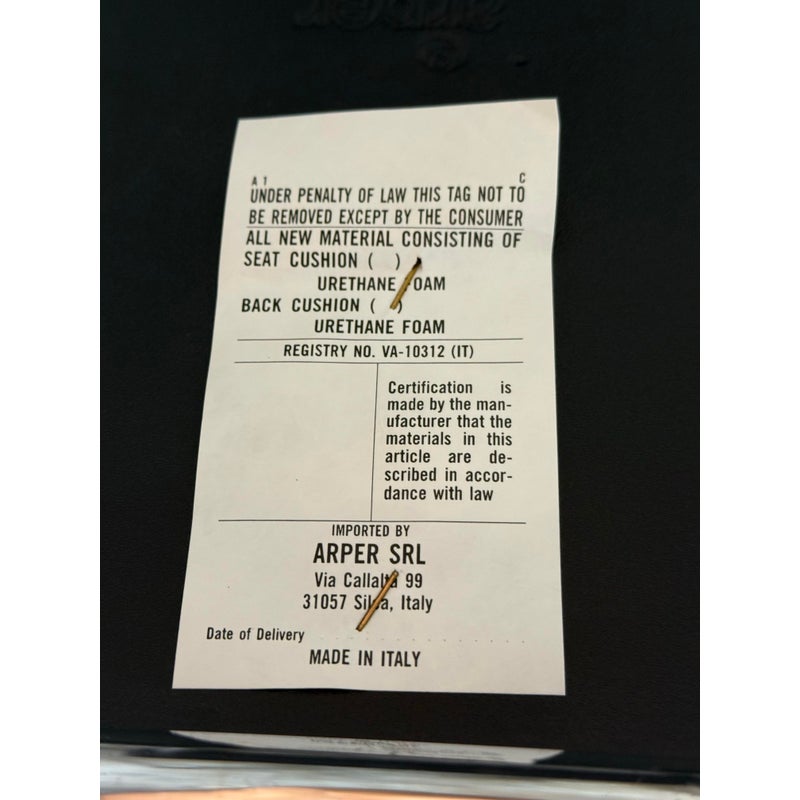 A 1 C
UNDER PENALTY OF LAW THIS TAG NOT TO
BE REMOVED EXCEPT BY THE CONSUMER
ALL NEW MATERIAL CONSISTING OF
SEAT CUSHION ( )
URETHANE FOAM
BACK CUSHION ( )
URETHANE FOAM
REGISTRY NO. VA-10312 (IT)
Certification is
made by the man-
ufacturer that the
materials in this
article are de-
scribed in accor-
dance with law
IMPORTED BY
ARPER SRL
Via Callalta 99
31057 Silea, Italy
Date of Delivery
MADE IN ITALY